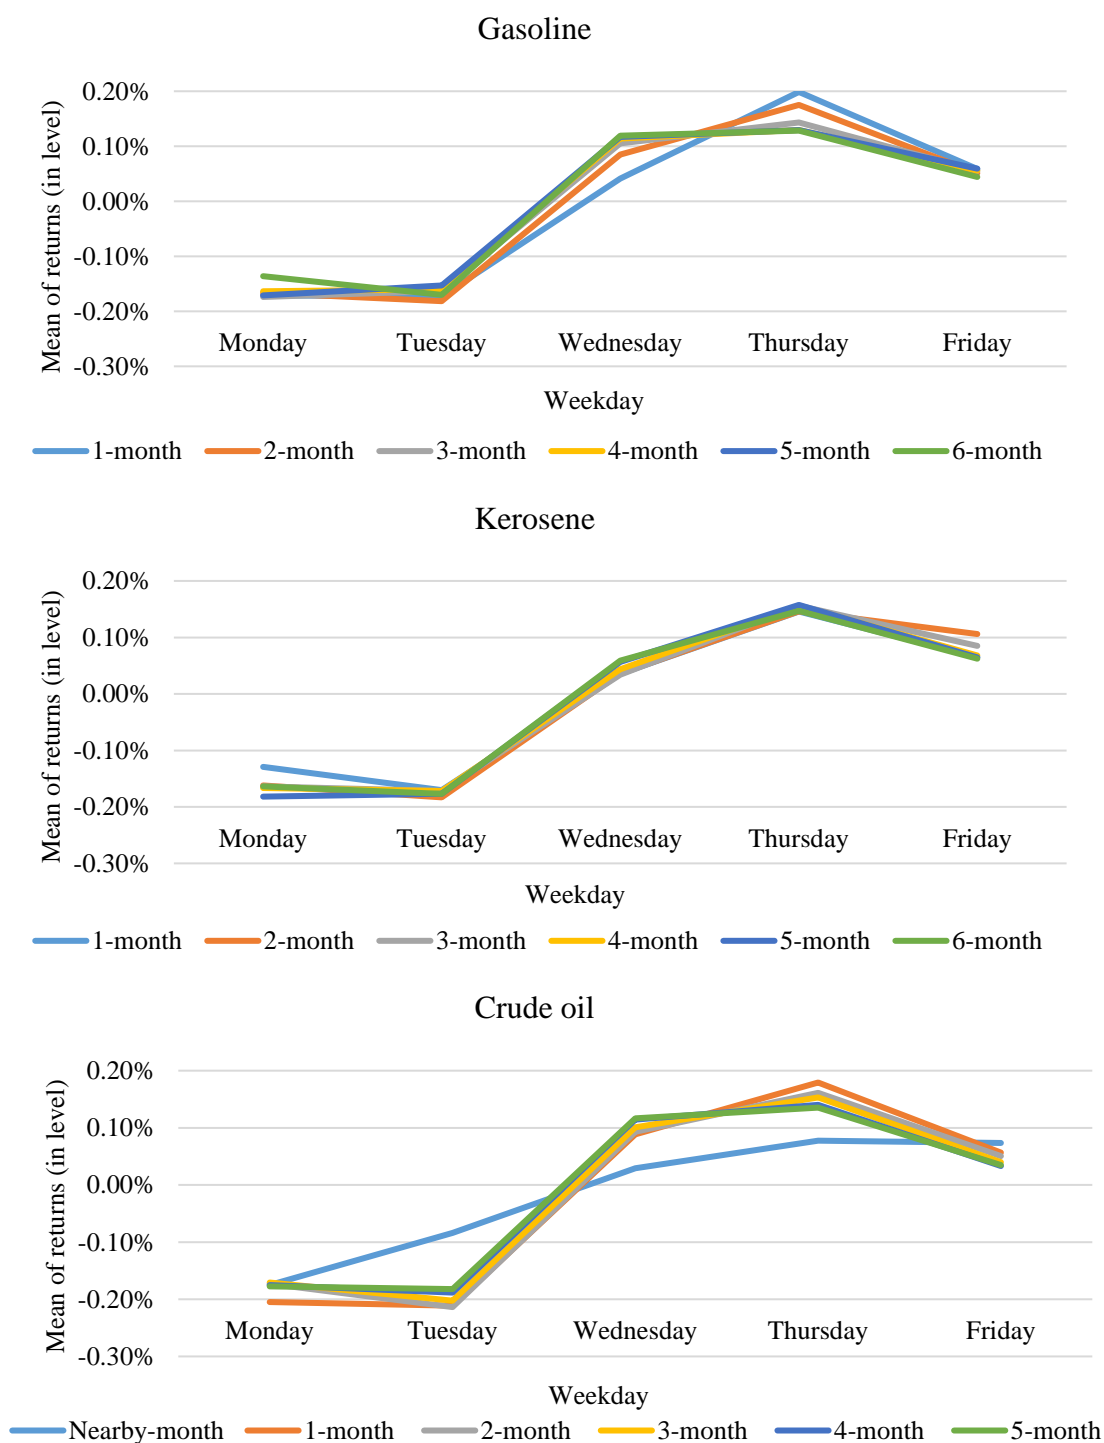 Gasoline
Mean of returns (in level)
0.20%
0.10%
0.00%
-0.10%
-0.20%
-0.30%
Monday Tuesday Wednesday Thursday Friday
Weekday
1-month 2-month 3-month 4-month 5-month 6-month
Kerosene
Mean of returns (in level)
0.20%
0.10%
0.00%
-0.10%
-0.20%
-0.30%
Monday Tuesday Wednesday Thursday Friday
Weekday
1-month 2-month 3-month 4-month 5-month 6-month
Crude oil
Mean of returns (in level)
0.20%
0.10%
0.00%
-0.10%
-0.20%
-0.30%
Monday Tuesday Wednesday Thursday Friday
Weekday
Nearby-month 1-month 2-month 3-month 4-month 5-month